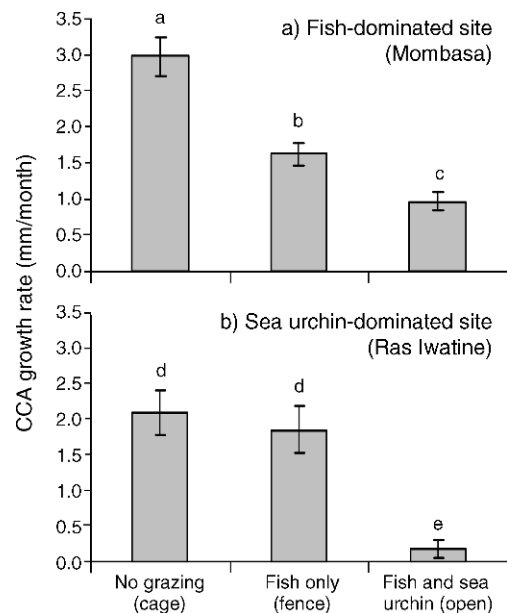 a) Fish-dominated site
(Mombasa)
3.5
3.0
2.5
2.0
1.5
1.0
0.5
0.0
a
b
c
CCA growth rate (mm/month)
b) Sea urchin-dominated site
(Ras Iwatine)
3.5
3.0
2.5
2.0
1.5
1.0
0.5
0.0
d
d
e
No grazing
(cage)
Fish only
(fence)
Fish and sea
urchin (open)